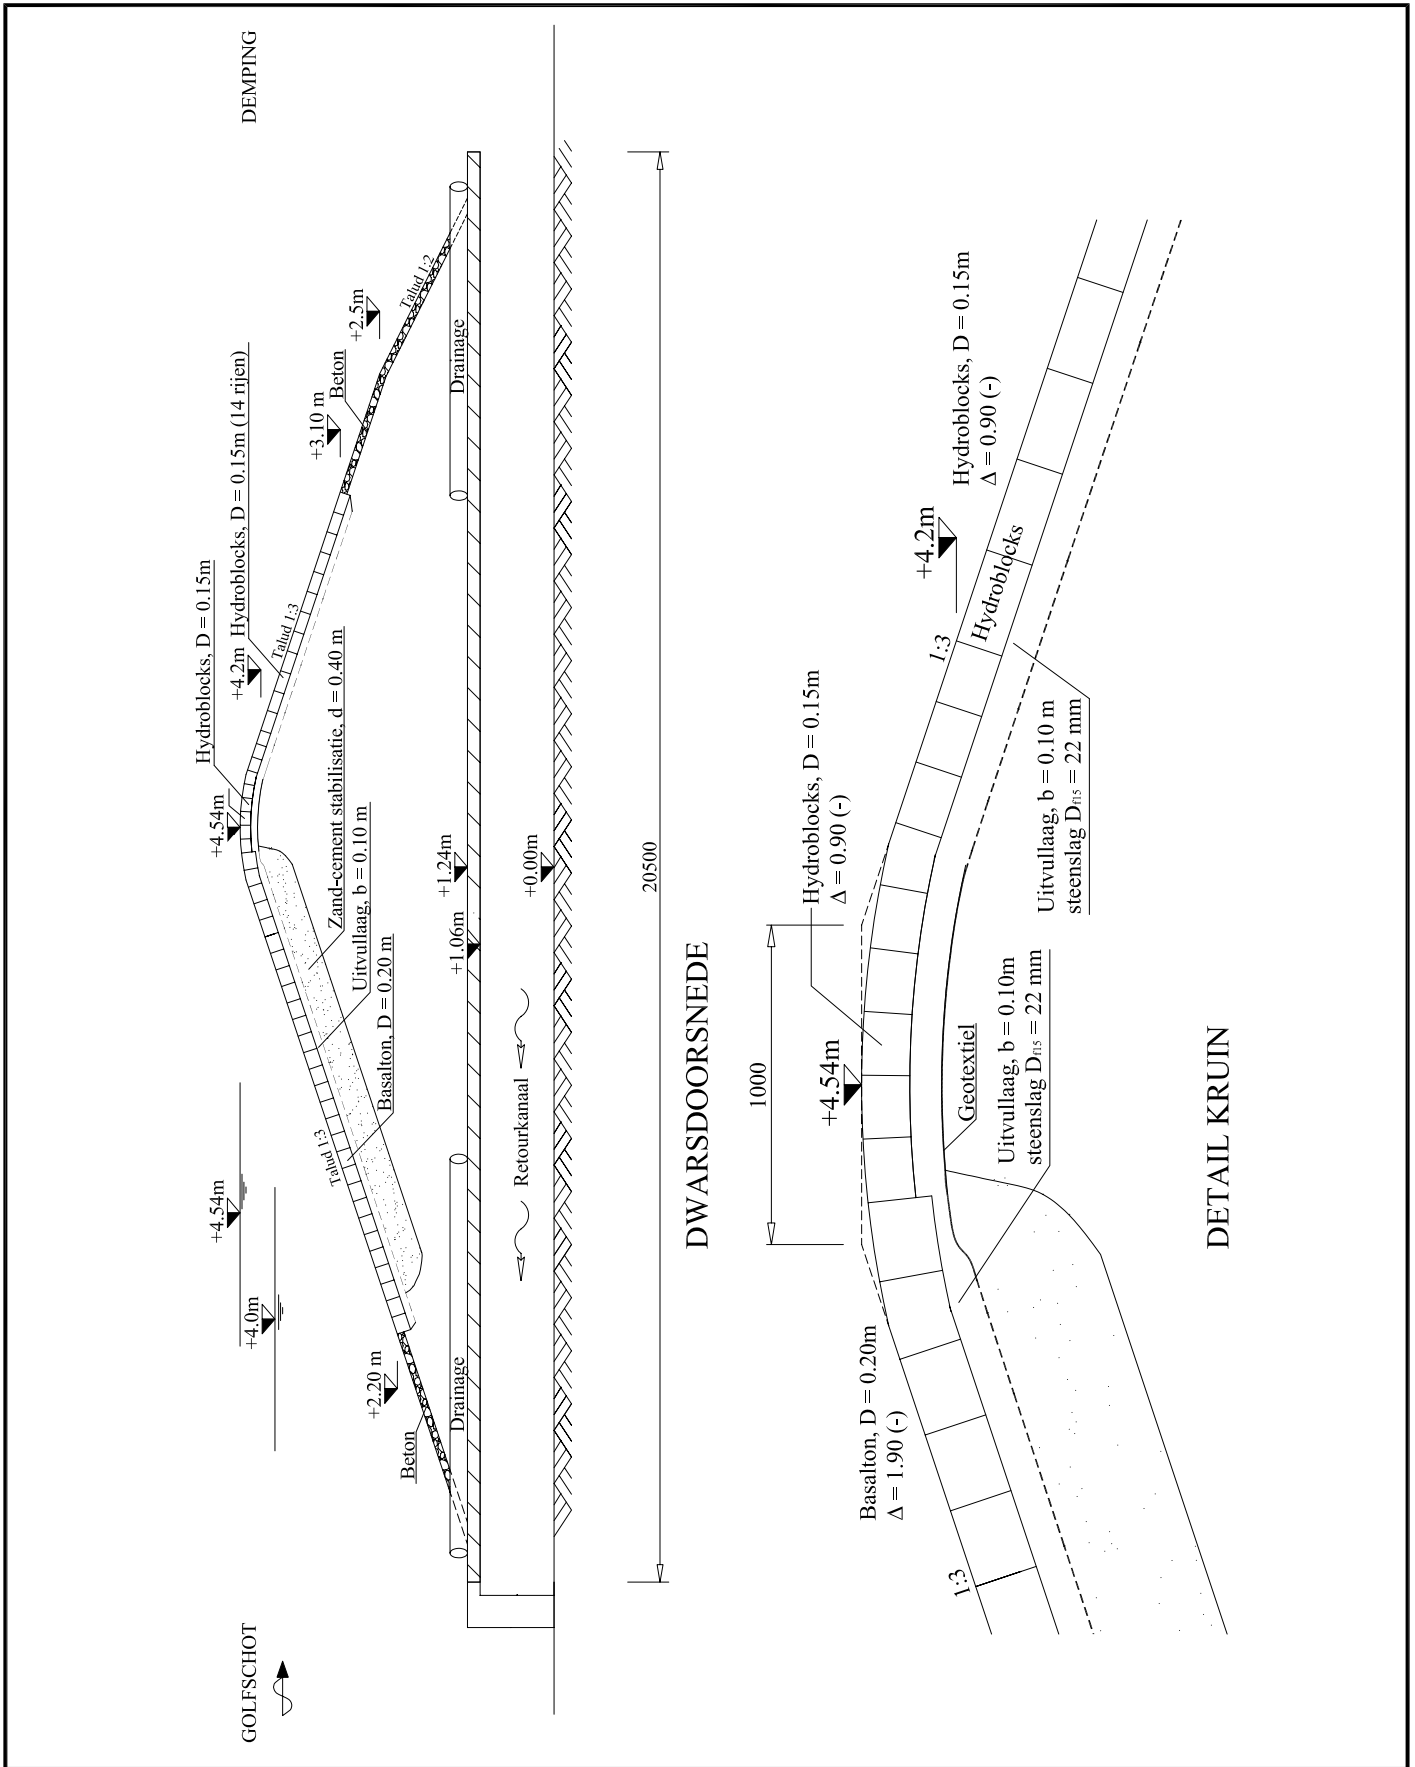 GOLFSCHOT
DEMPING
+4.54m
+4.0m
+4.54m
Hydroblocks, D = 0.15m
+4.2m
Hydroblocks, D = 0.15m (14 rijen)
Talud 1:3
Talud 1:3
+3.10 m
Beton
+2.5m
Talud 1:2
Zand-cement stabilisatie, d = 0.40 m
Uitvullaag, b = 0.10 m
Basalton, D = 0.20 m
+2.20 m
Beton
Drainage
Drainage
+1.24m
+1.06m
Retourkanaal
+0.00m
20500
DWARSDOORSNEDE
1000
+4.54m
Hydroblocks, D = 0.15m
Δ = 0.90 (-)
Basalton, D = 0.20m
Δ = 1.90 (-)
1:3
+4.2m
Hydroblocks, D = 0.15m
Δ = 0.90 (-)
1:3
Hydroblocks
Geotextiel
Uitvullaag, b = 0.10m
steenslag Df15 = 22 mm
Uitvullaag, b = 0.10 m
steenslag Df15 = 22 mm
DETAIL KRUIN